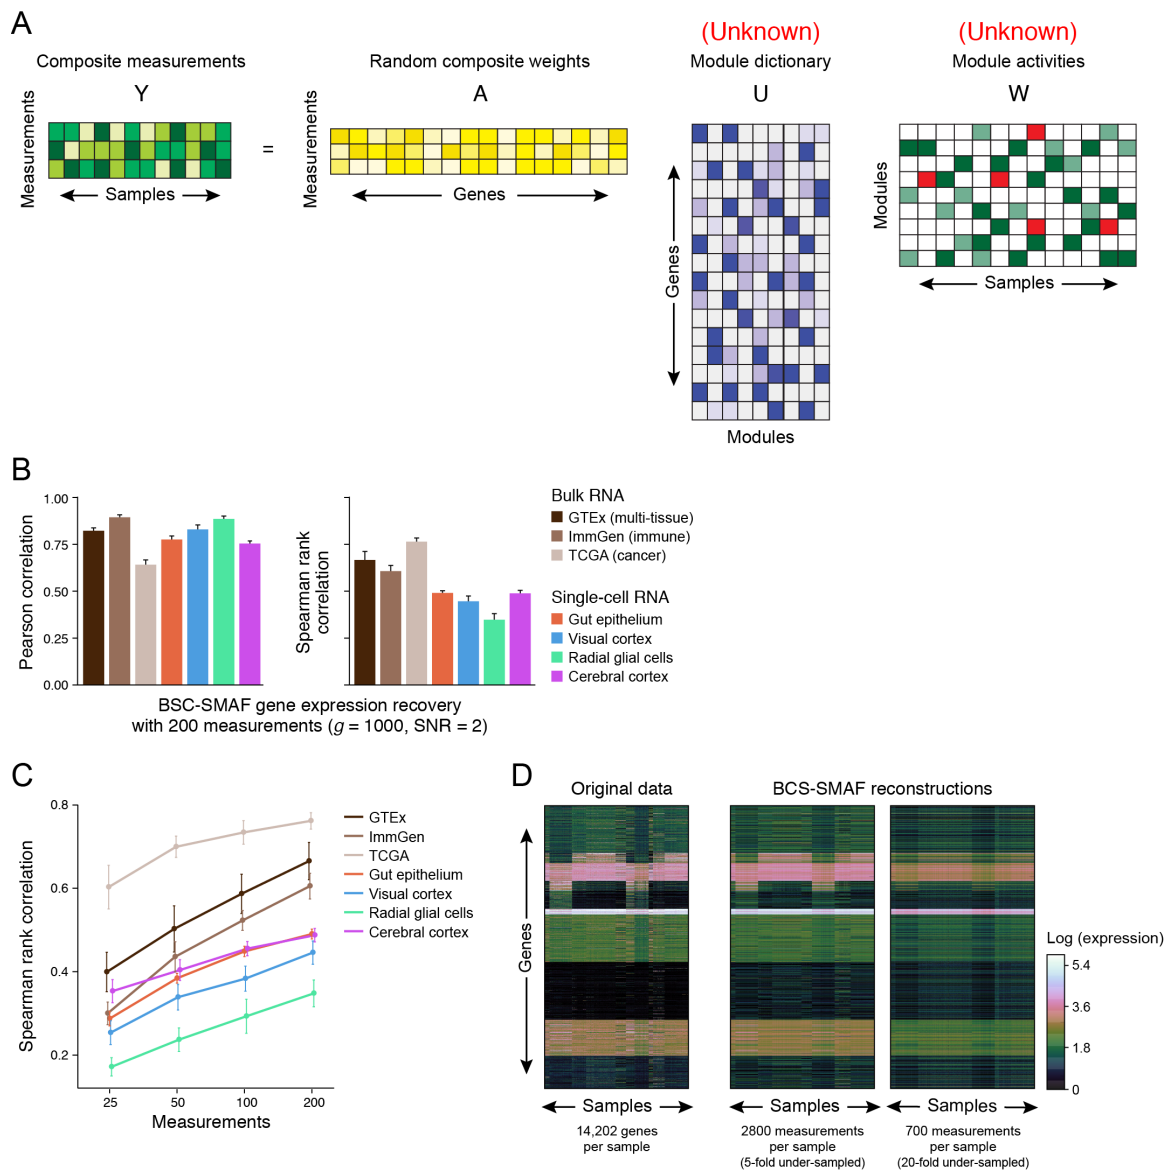 A
Composite measurements
Y
Measurements
Samples
=
Random composite weights
A
Measurements
Genes
(Unknown)
Module dictionary
U
Genes
Modules
(Unknown)
Module activities
W
Modules
Samples
B
Pearson correlation
1.00
0.75
0.50
0.25
0.00
Spearman rank
correlation
BSC-SMAF gene expression recovery
with 200 measurements (g = 1000, SNR = 2)
Bulk RNA
GTEx (multi-tissue)
ImmGen (immune)
TCGA (cancer)
Single-cell RNA
Gut epithelium
Visual cortex
Radial glial cells
Cerebral cortex
C
Spearman rank correlation
0.8
0.6
0.4
0.2
25
50
100
200
Measurements
GTEx
ImmGen
TCGA
Gut epithelium
Visual cortex
Radial glial cells
Cerebral cortex
D
Original data
BCS-SMAF reconstructions
Genes
Samples
14,202 genes
per sample
Samples
2800 measurements
per sample
(5-fold under-sampled)
Samples
700 measurements
per sample
(20-fold under-sampled)
Log (expression)
5.4
3.6
1.8
0